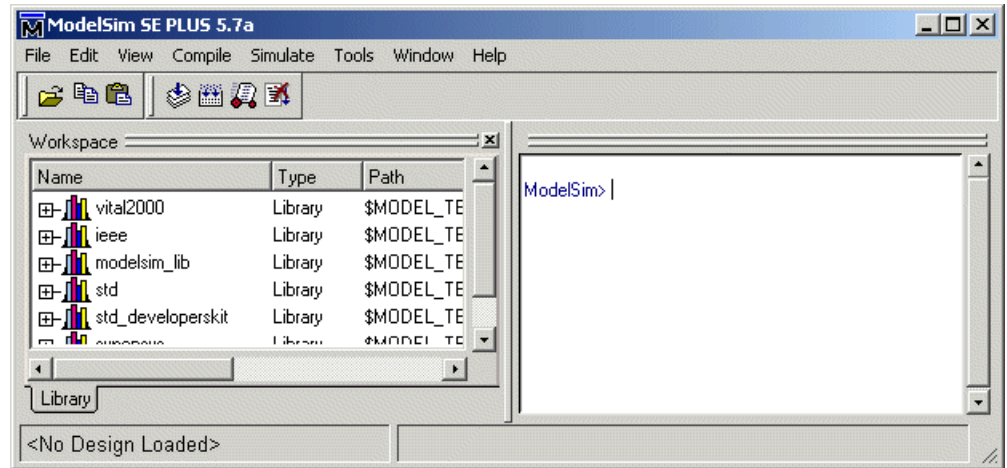 ModelSim SE PLUS 5.7a
File Edit View Compile Simulate Tools Window Help
Workspace
Name Type Path
vital2000 Library $MODEL_TE
ieee Library $MODEL_TE
modelsim_lib Library $MODEL_TE
std Library $MODEL_TE
std_developerskit Library $MODEL_TE
Library
<No Design Loaded>
ModelSim>